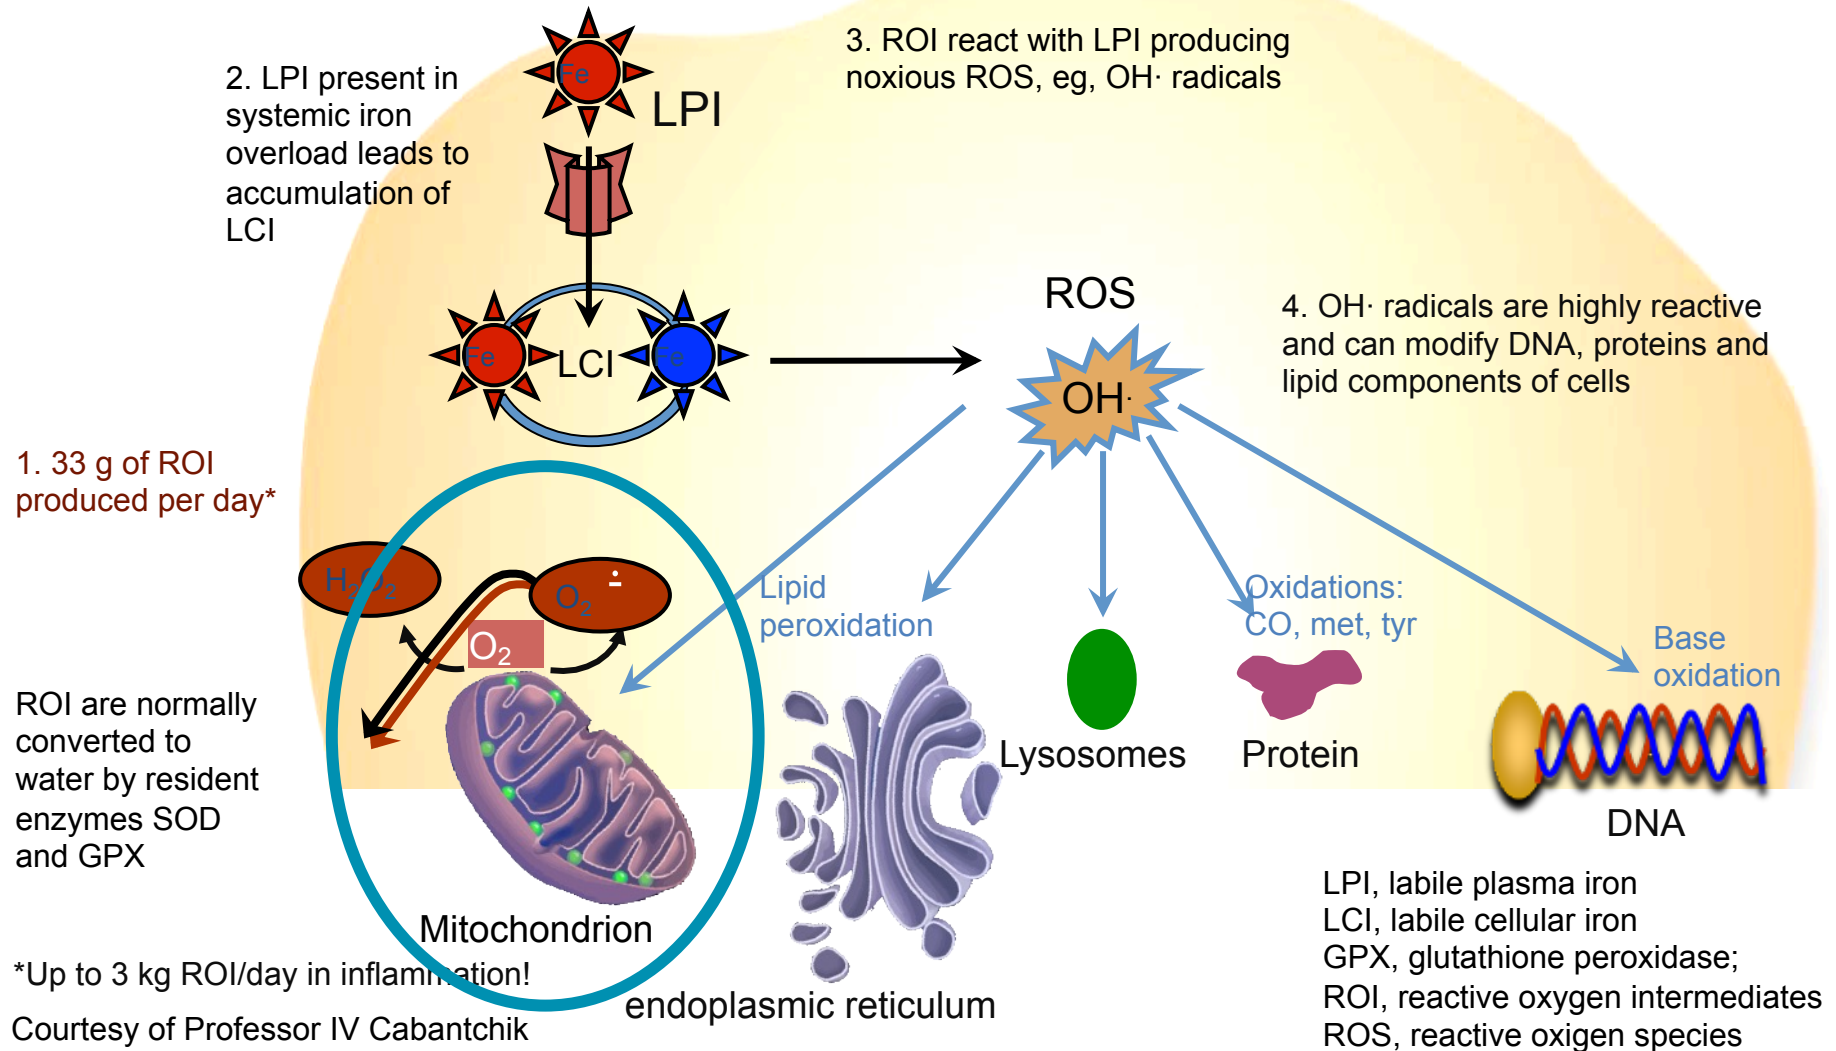 2. LPI present in
systemic iron
overload leads to
accumulation of
LCI
Fe
LPI
3. ROI react with LPI producing
noxious ROS, eg, OH· radicals
Fe
LCI
Fe
ROS
OH·
4. OH· radicals are highly reactive
and can modify DNA, proteins and
lipid components of cells
1. 33 g of ROI
produced per day*
H₂O₂
O₂ ∸
O₂
Lipid
peroxidation
Oxidations:
CO, met, tyr
Base
oxidation
ROI are normally
converted to
water by resident
enzymes SOD
and GPX
Mitochondrion
endoplasmic reticulum
Lysosomes
Protein
DNA
*Up to 3 kg ROI/day in inflammation!
Courtesy of Professor IV Cabantchik
LPI, labile plasma iron
LCI, labile cellular iron
GPX, glutathione peroxidase;
ROI, reactive oxygen intermediates
ROS, reactive oxigen species